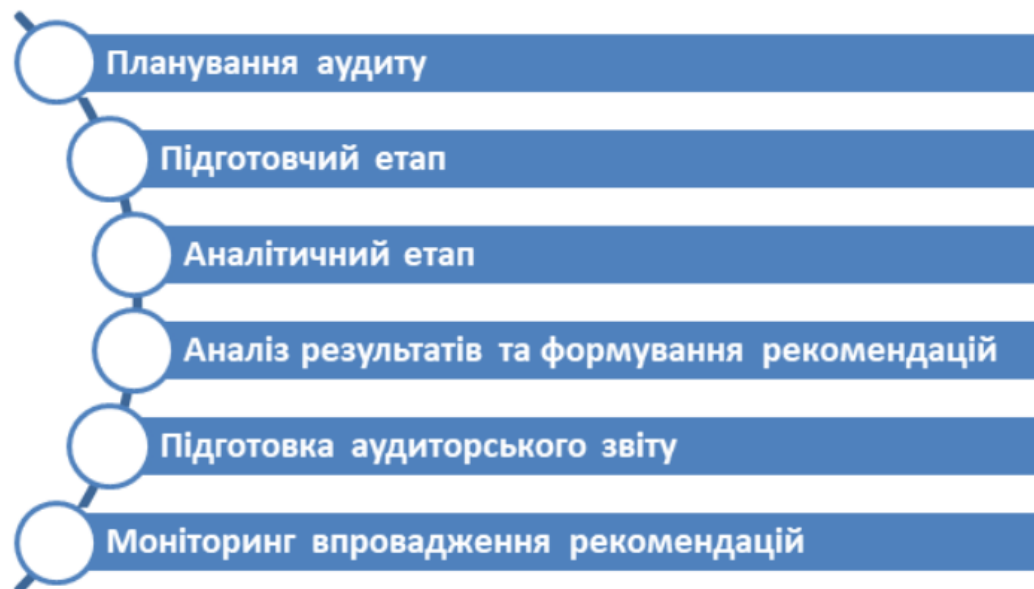 Планування аудиту
Підготовчий етап
Аналітичний етап
Аналіз результатів та формування рекомендацій
Підготовка аудиторського звіту
Моніторинг впровадження рекомендацій